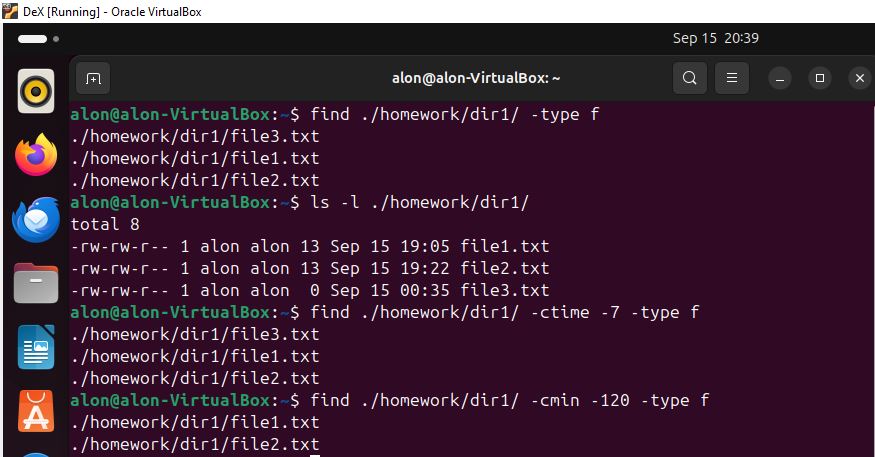 DeX [Running] - Oracle VirtualBox
Sep 15 20:39
alon@alon-VirtualBox: ~
alon@alon-VirtualBox:~$ find ./homework/dir1/ -type f
./homework/dir1/file3.txt
./homework/dir1/file1.txt
./homework/dir1/file2.txt
alon@alon-VirtualBox:~$ ls -l ./homework/dir1/
total 8
-rw-rw-r-- 1 alon alon 13 Sep 15 19:05 file1.txt
-rw-rw-r-- 1 alon alon 13 Sep 15 19:22 file2.txt
-rw-rw-r-- 1 alon alon  0 Sep 15 00:35 file3.txt
alon@alon-VirtualBox:~$ find ./homework/dir1/ -ctime -7 -type f
./homework/dir1/file3.txt
./homework/dir1/file1.txt
./homework/dir1/file2.txt
alon@alon-VirtualBox:~$ find ./homework/dir1/ -cmin -120 -type f
./homework/dir1/file1.txt
./homework/dir1/file2.txt